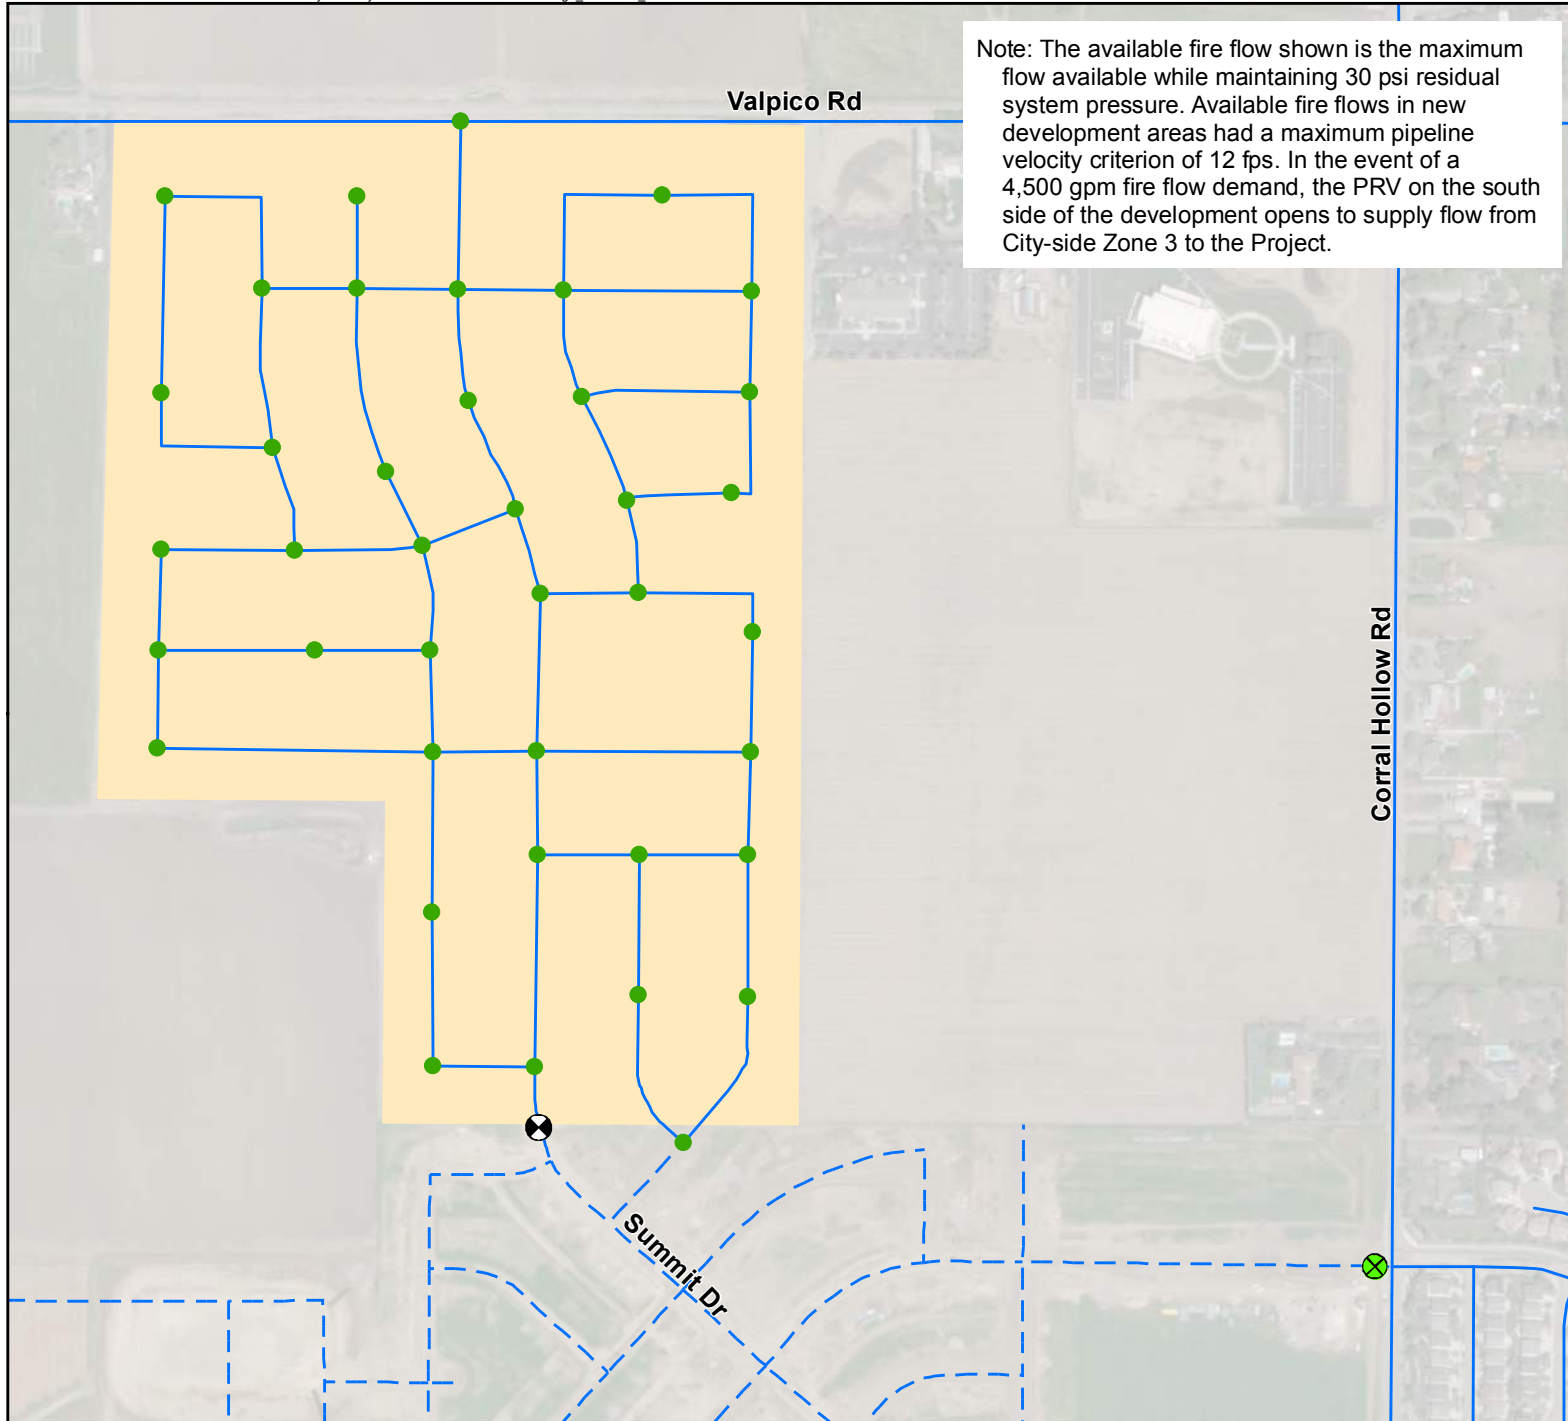 Note: The available fire flow shown is the maximum
flow available while maintaining 30 psi residual
system pressure. Available fire flows in new
development areas had a maximum pipeline
velocity criterion of 12 fps. In the event of a
4,500 gpm fire flow demand, the PRV on the south
side of the development opens to supply flow from
City-side Zone 3 to the Project.
Valpico Rd
Corral Hollow Rd
Summit Dr